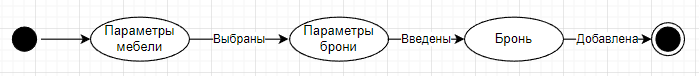 Параметры
мебели
Выбраны
Параметры
брони
Введены
Бронь
Добавлена